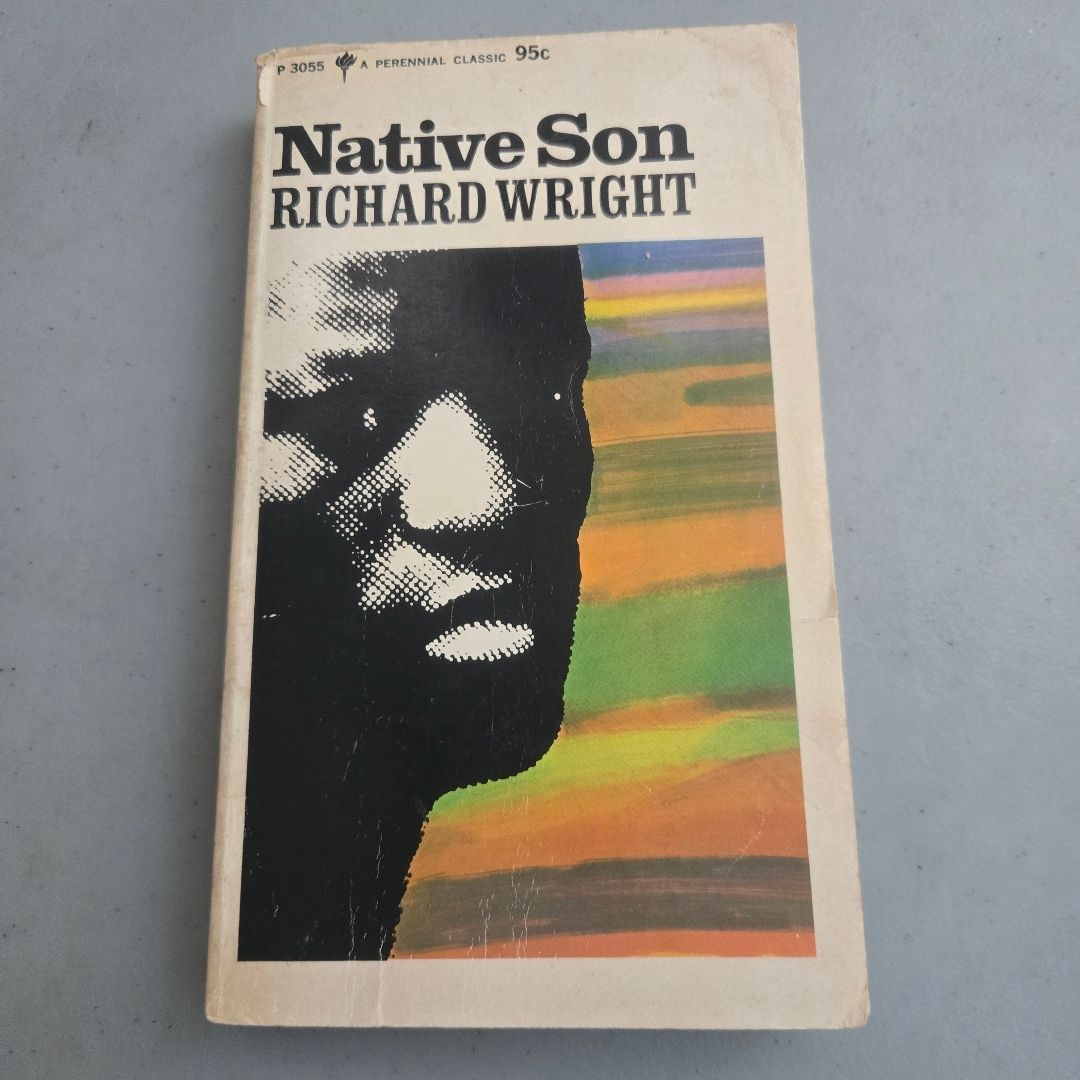 P 3055 A PERENNIAL CLASSIC 95c
Native Son
RICHARD WRIGHT